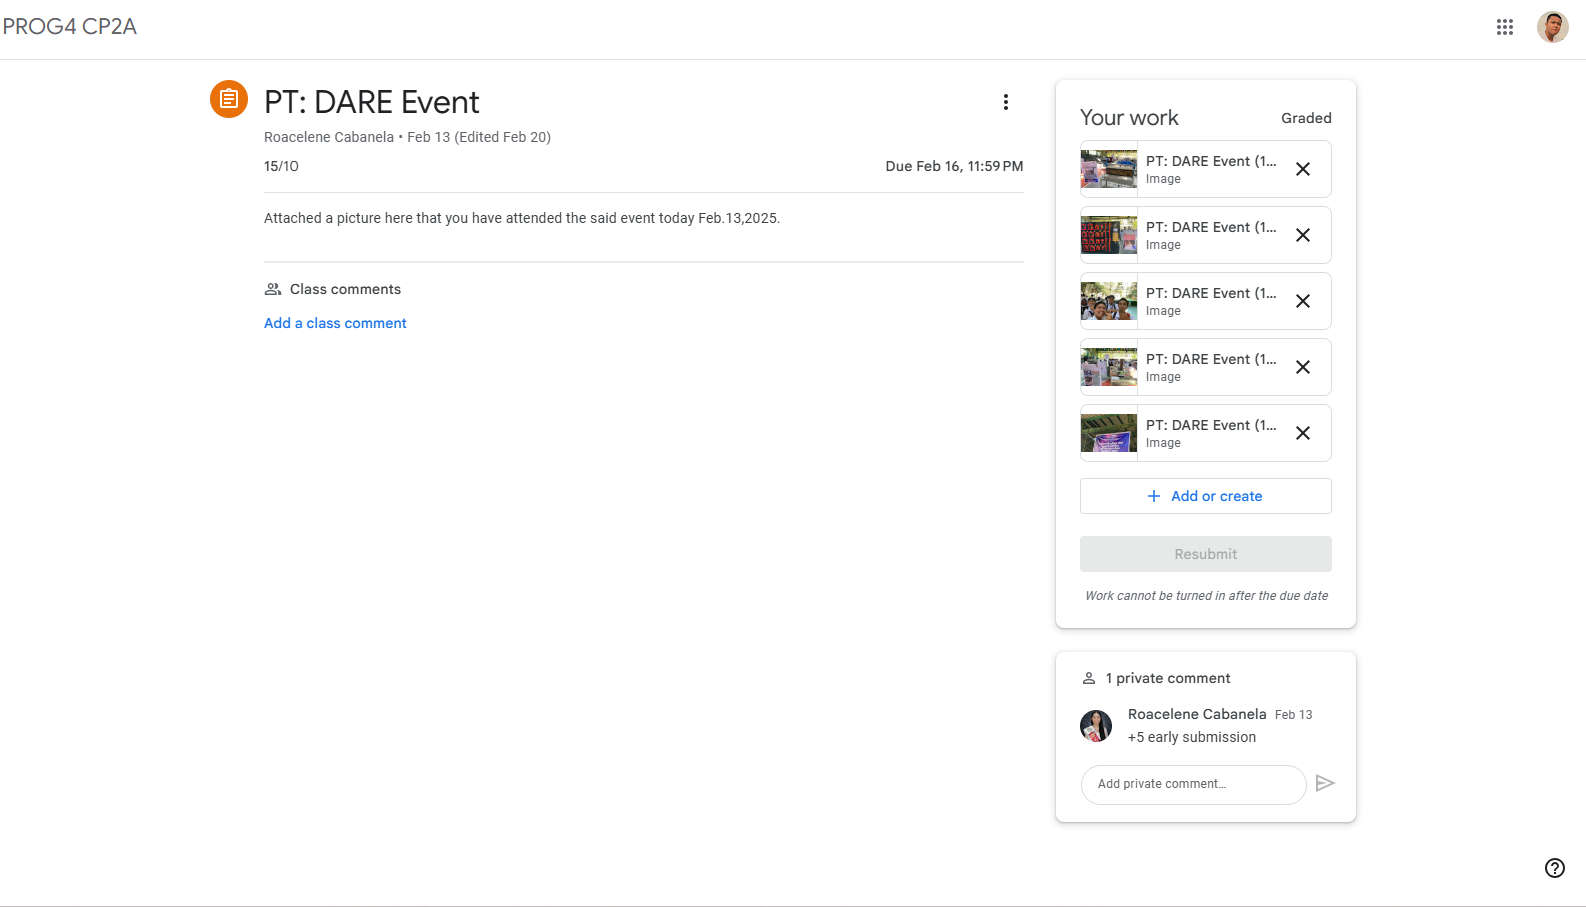 PROG4 CP2A
PT: DARE Event
Roacelene Cabanela • Feb 13 (Edited Feb 20)
15/10
Due Feb 16, 11:59 PM
Attached a picture here that you have attended the said event today Feb.13,2025.
Class comments
Add a class comment
Your work
Graded
PT: DARE Event (1...
Image
PT: DARE Event (1...
Image
PT: DARE Event (1...
Image
PT: DARE Event (1...
Image
PT: DARE Event (1...
Image
Add or create
Resubmit
Work cannot be turned in after the due date
1 private comment
Roacelene Cabanela Feb 13
+5 early submission
Add private comment...